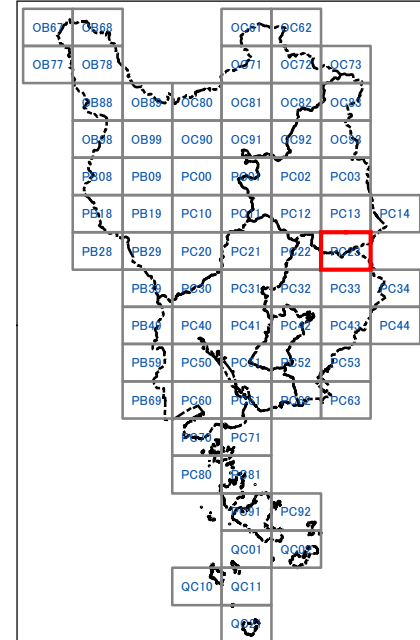 OB67 OB68 OC61 OC62
OB77 OB78 OC71 OC72 OC73
OB88 OB89 OC80 OC81 OC82 OC83
OB98 OB99 OC90 OC91 OC92 OC93
PB08 PB09 PC00 PC01 PC02 PC03
PB18 PB19 PC10 PC11 PC12 PC13 PC14
PB28 PB29 PC20 PC21 PC22 PC23
PB39 PC30 PC31 PC32 PC33 PC34
PB49 PC40 PC41 PC42 PC43 PC44
PB59 PC50 PC51 PC52 PC53
PB69 PC60 PC61 PC62 PC63
PC70 PC71
PC80 PC81
PC91 PC92
QC01 QC02
QC10 QC11
QC21